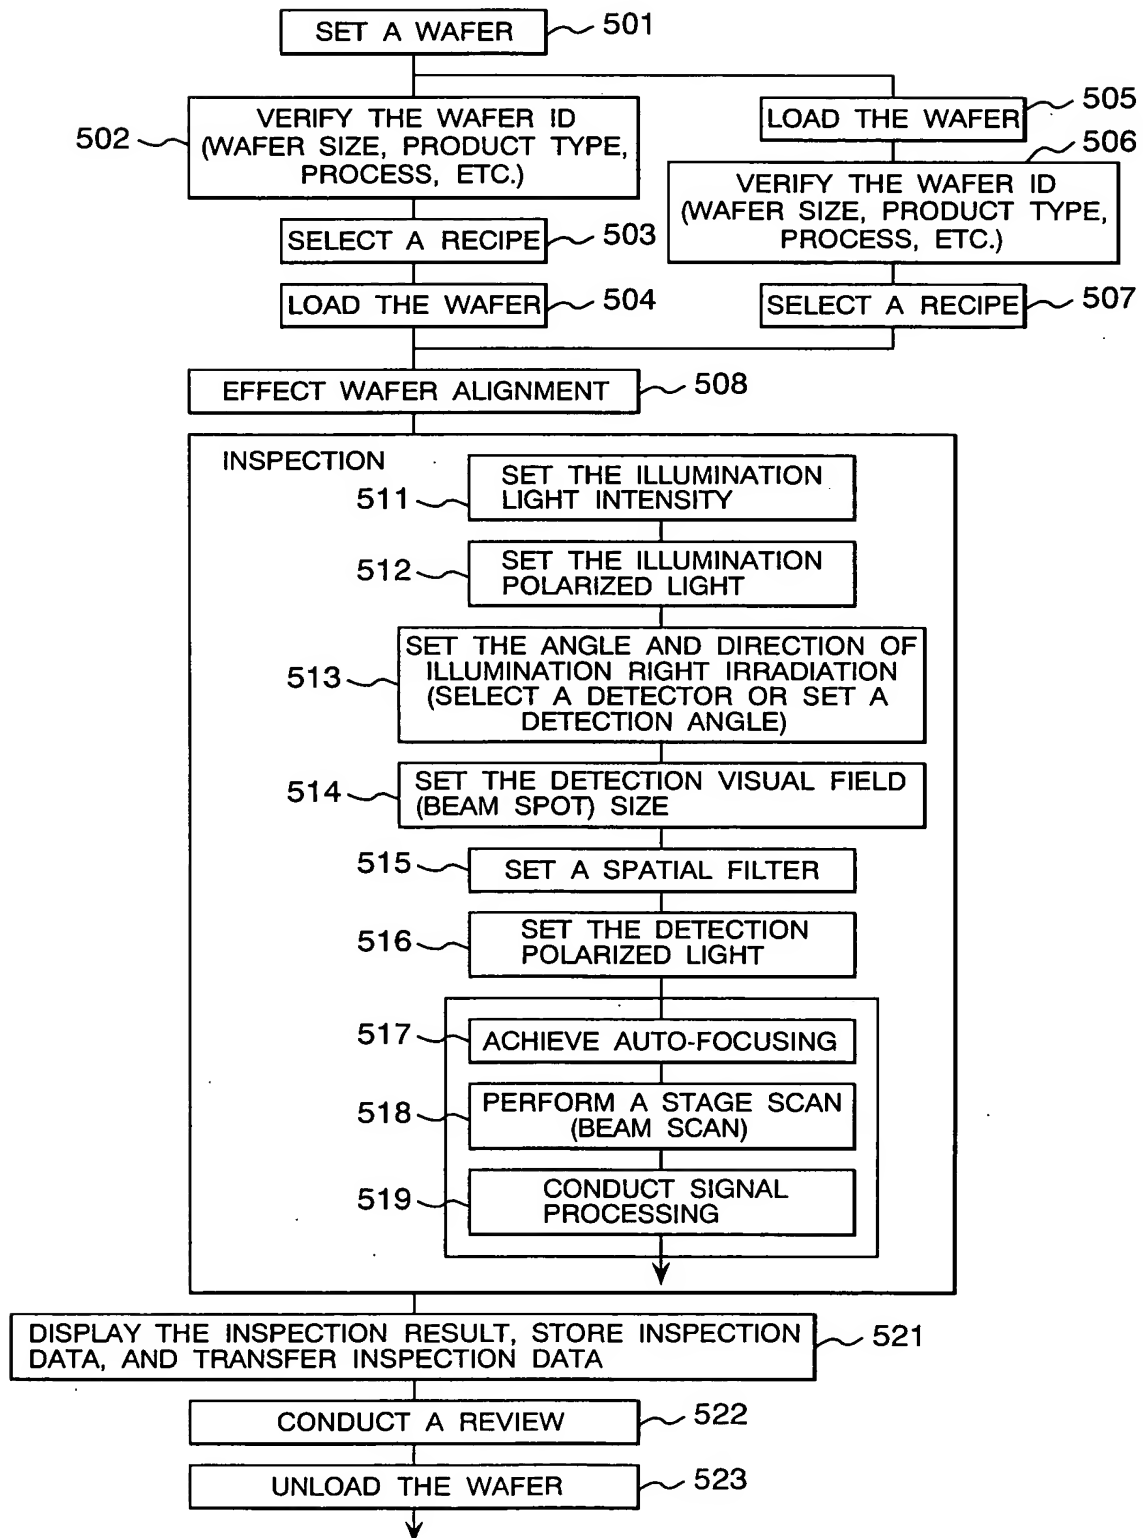 SET A WAFER
501
502
VERIFY THE WAFER ID
(WAFER SIZE, PRODUCT TYPE,
PROCESS, ETC.)
SELECT A RECIPE
503
LOAD THE WAFER
504
LOAD THE WAFER
505
506
VERIFY THE WAFER ID
(WAFER SIZE, PRODUCT TYPE,
PROCESS, ETC.)
SELECT A RECIPE
507
EFFECT WAFER ALIGNMENT
508
INSPECTION
511
SET THE ILLUMINATION
LIGHT INTENSITY
512
SET THE ILLUMINATION
POLARIZED LIGHT
513
SET THE ANGLE AND DIRECTION OF
ILLUMINATION RIGHT IRRADIATION
(SELECT A DETECTOR OR SET A
DETECTION ANGLE)
514
SET THE DETECTION VISUAL FIELD
(BEAM SPOT) SIZE
515
SET A SPATIAL FILTER
516
SET THE DETECTION
POLARIZED LIGHT
517
ACHIEVE AUTO-FOCUSING
518
PERFORM A STAGE SCAN
(BEAM SCAN)
519
CONDUCT SIGNAL
PROCESSING
DISPLAY THE INSPECTION RESULT, STORE INSPECTION
DATA, AND TRANSFER INSPECTION DATA
521
CONDUCT A REVIEW
522
UNLOAD THE WAFER
523